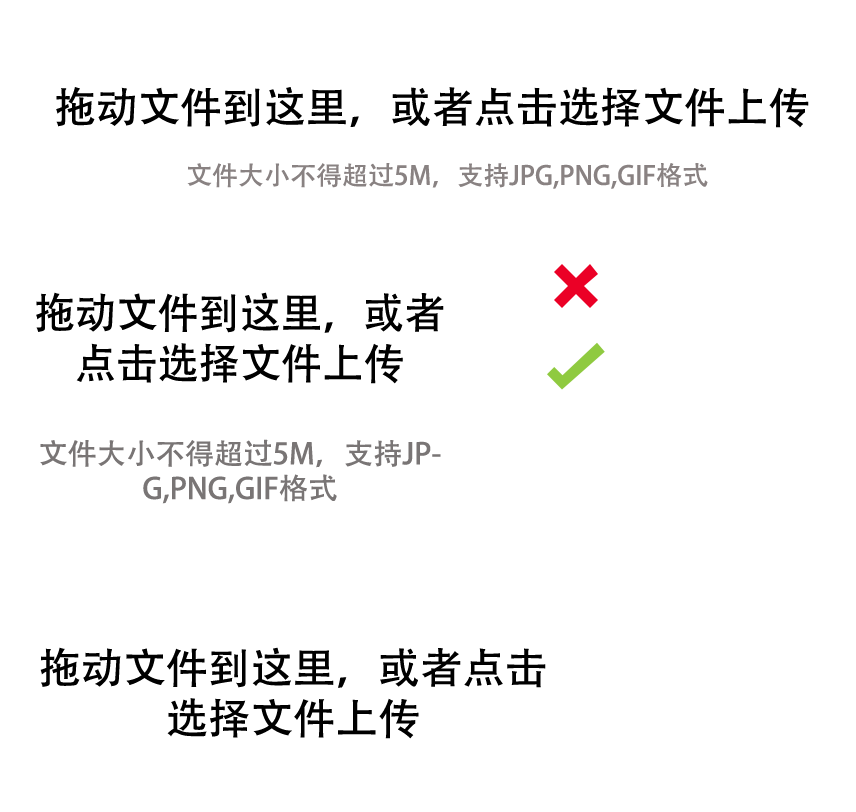 拖动文件到这里，或者点击选择文件上传
文件大小不得超过5M，支持JPG,PNG,GIF格式
拖动文件到这里，或者
点击选择文件上传
文件大小不得超过5M，支持JP-
G,PNG,GIF格式
拖动文件到这里，或者点击
选择文件上传